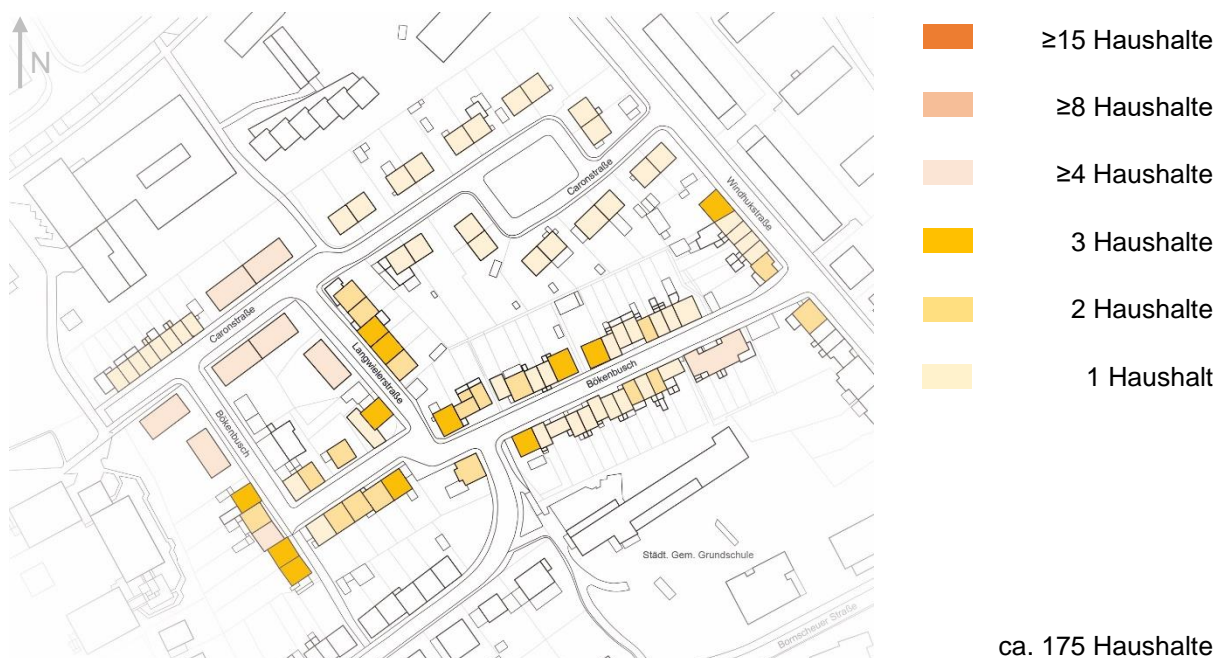 N
Caronstraße
Windhukstraße
Caronstraße
Langwielerstraße
Bökenbusch
Bökenbusch
Städt. Gem. Grundschule
Bornscheuer Straße
≥15 Haushalte
≥8 Haushalte
≥4 Haushalte
3 Haushalte
2 Haushalte
1 Haushalt
ca. 175 Haushalte